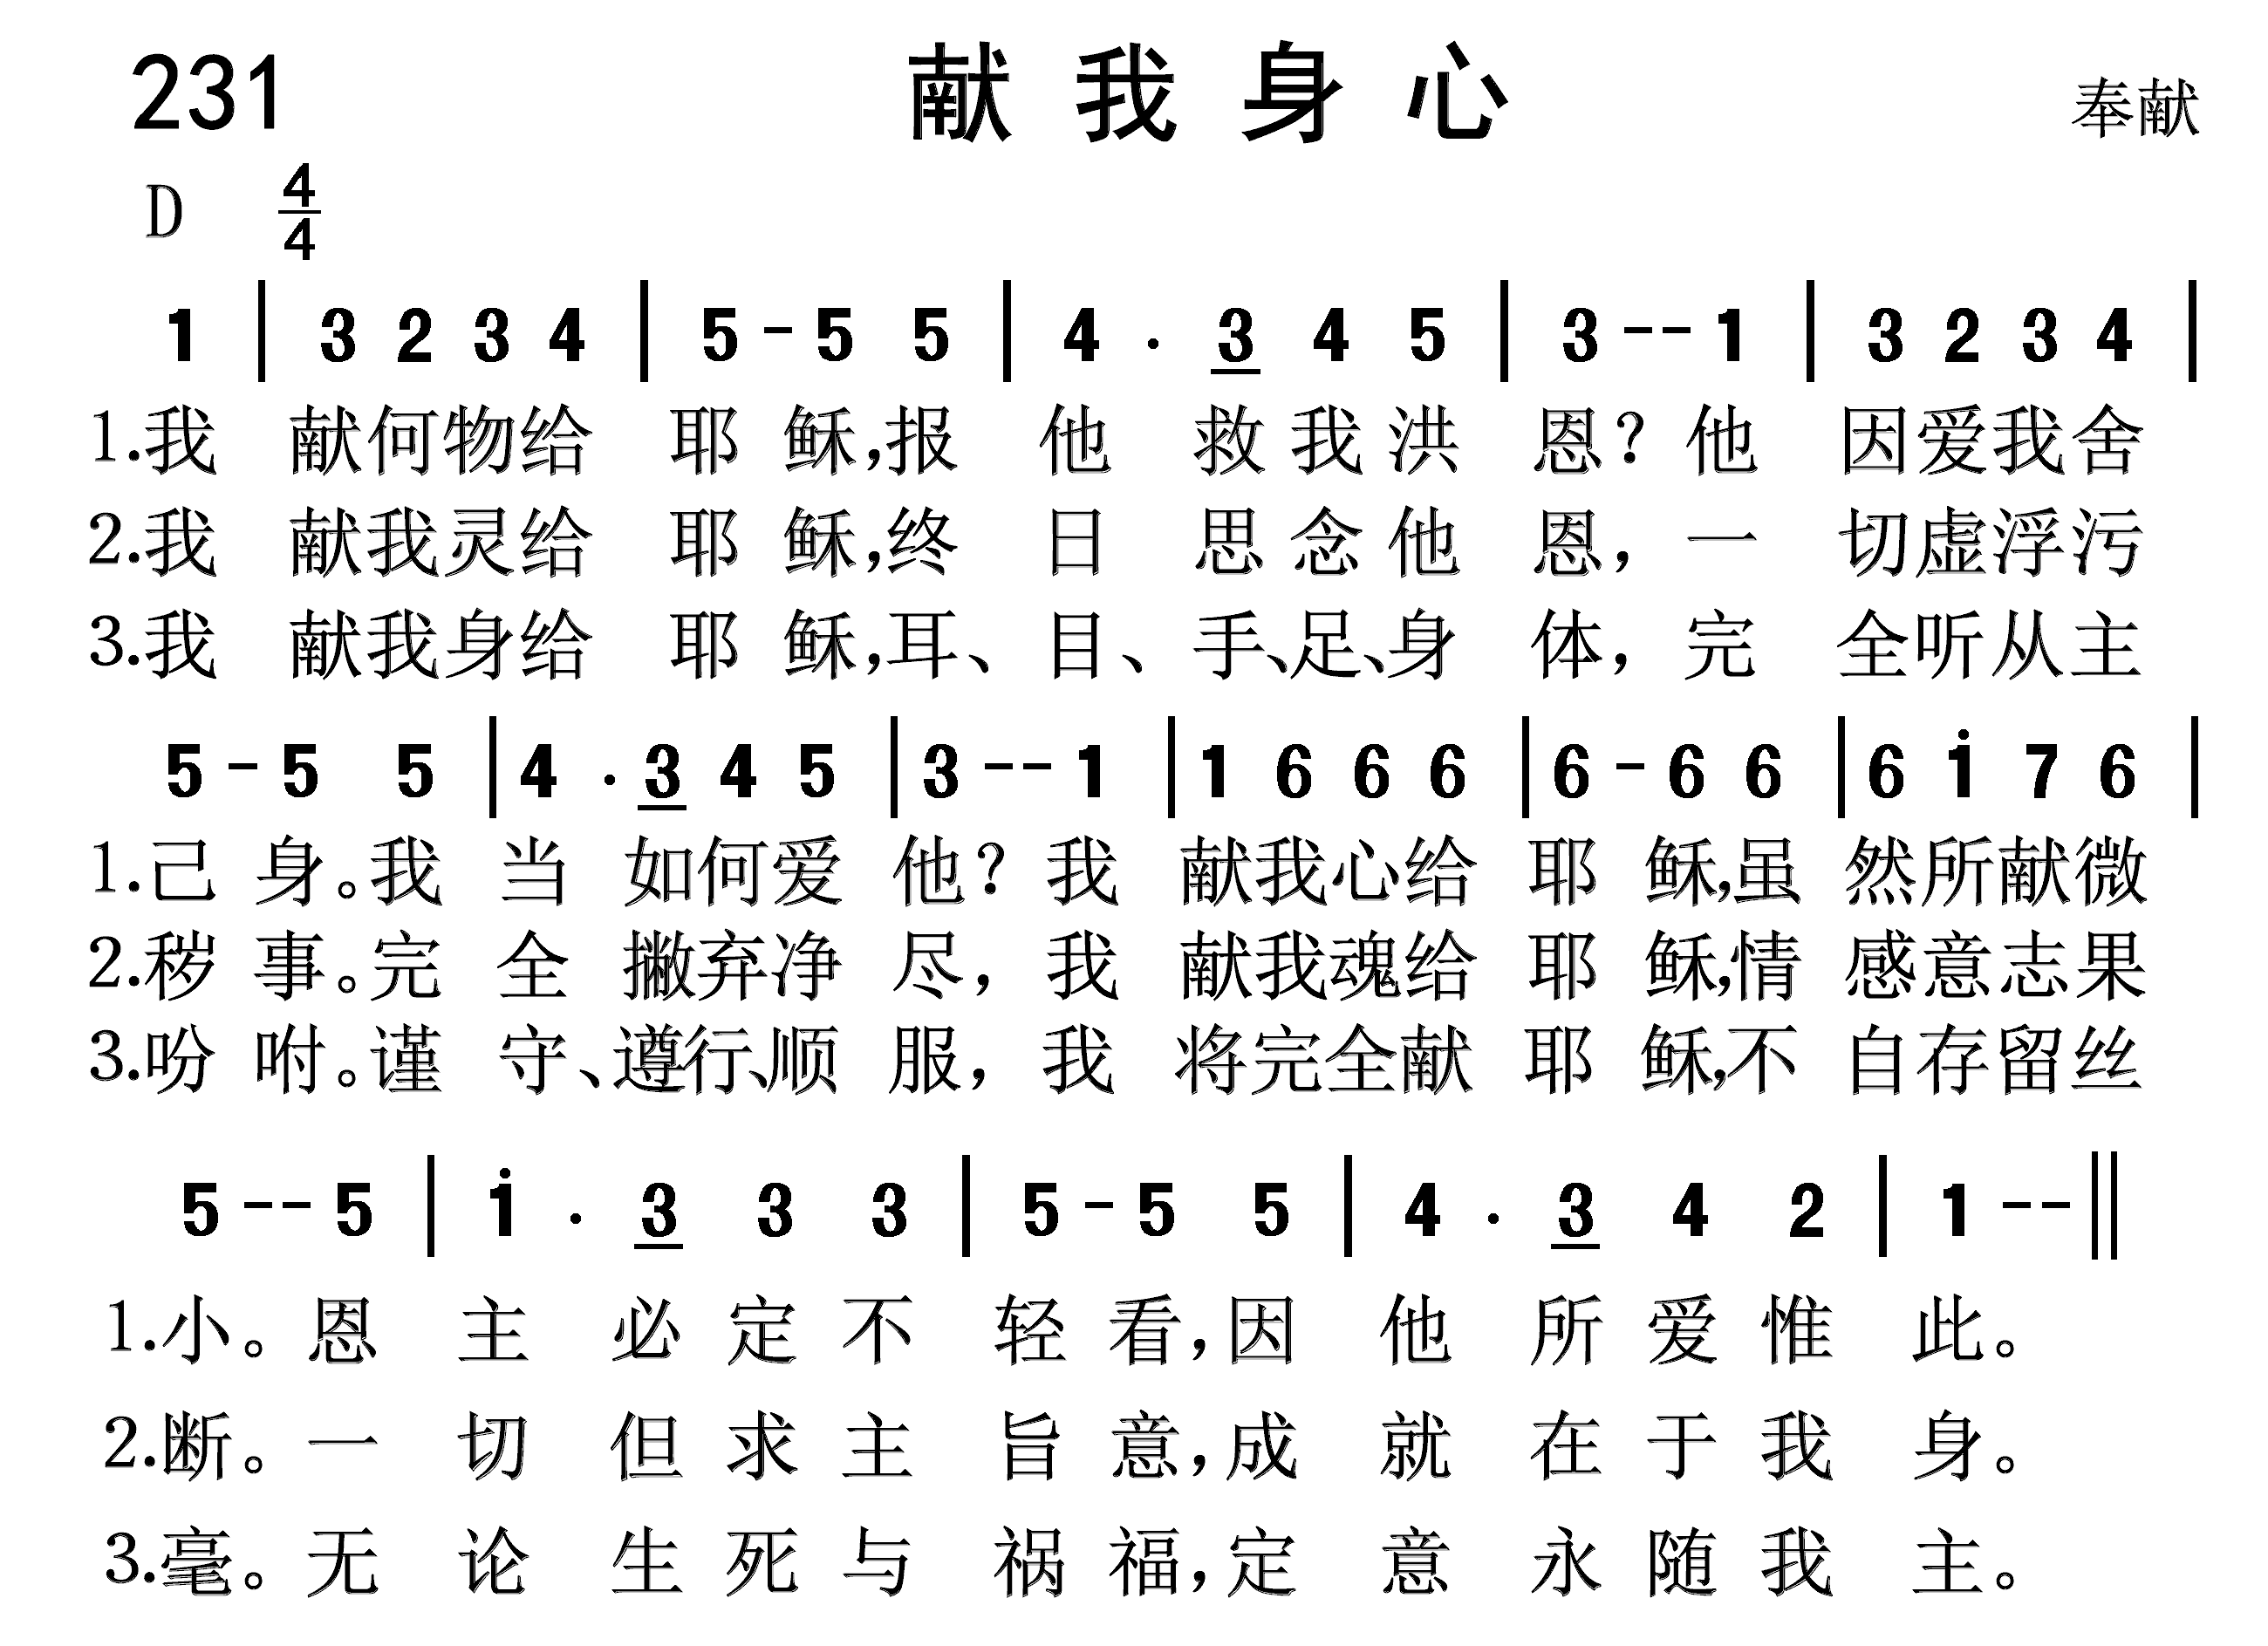 231 献我身心 奉献
D 4/4
1 | 3 2 3 4 | 5 - 5 5 | 4 . 3 4 5 | 3 - - 1 | 3 2 3 4 |
1.我 献何物给 耶 稣,报 他 救我洪 恩? 他 因爱我舍
2.我 献我灵给 耶 稣,终 日 思念他 恩, 一 切虚浮污
3.我 献我身给 耶 稣,耳、目、手、足、身 体, 完 全听从主
5 - 5 5 | 4 . 3 4 5 | 3 - - 1 | 1 6 6 6 | 6 - 6 6 | 6 i 7 6 |
1.己 身。我 当 如何爱 他? 我 献我心给 耶 稣,虽 然所献微
2.秽 事。完 全 撇弃净 尽, 我 献我魂给 耶 稣,情 感意志果
3.吩 咐。谨 守、遵行、顺 服, 我 将完全献 耶 稣,不 自存留丝
5 - - 5 | i . 3 3 3 | 5 - 5 5 | 4 . 3 4 2 | 1 - - ||
1.小。恩 主 必定不 轻看,因 他 所爱惟 此。
2.断。一 切 但求主 旨意,成 就 在于我 身。
3.毫。无 论 生死与 祸福,定 意 永随我 主。